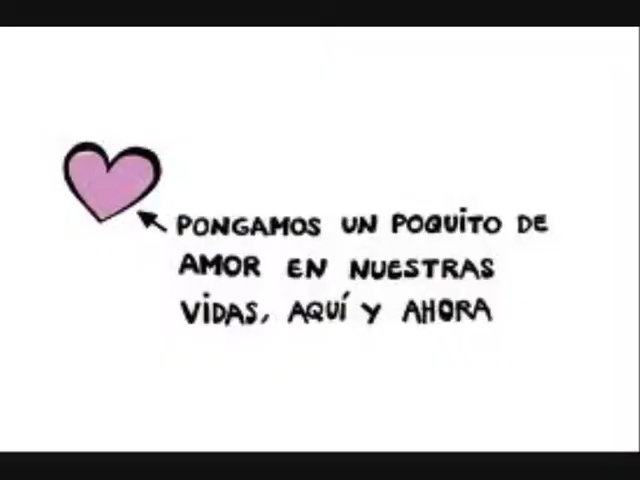 PONGAMOS UN POQUITO DE
AMOR EN NUESTRAS
VIDAS, AQUÍ Y AHORA